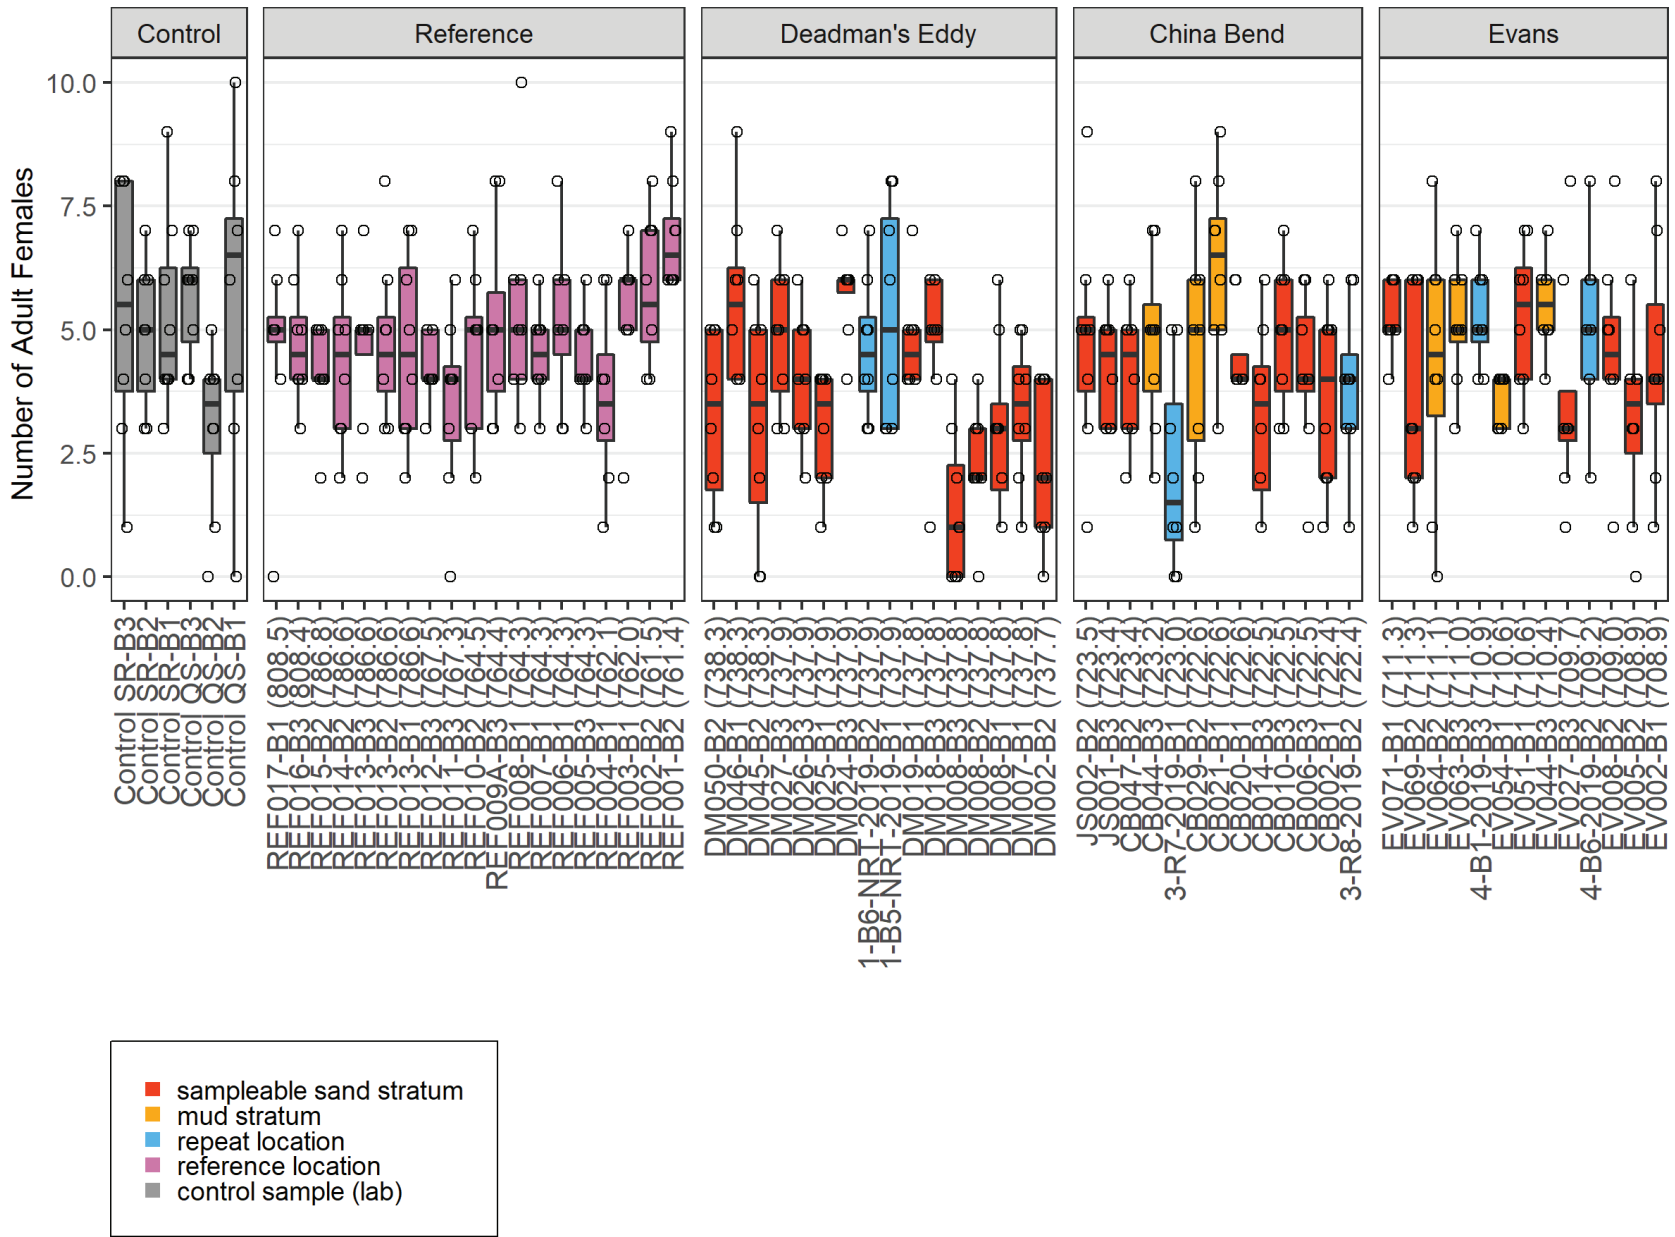 Control Reference Deadman's Eddy China Bend Evans
Number of Adult Females
10.0
7.5
5.0
2.5
0.0
Control SR-B3
Control SR-B2
Control SR-B1
Control QS-B3
Control QS-B2
Control QS-B1
REF017-B1 (808.5)
REF016-B3 (808.4)
REF015-B2 (786.8)
REF014-B2 (786.6)
REF013-B3 (786.6)
REF013-B2 (786.6)
REF013-B1 (786.6)
REF012-B3 (767.5)
REF011-B3 (767.3)
REF010-B2 (764.5)
REF009A-B3 (764.4)
REF008-B1 (764.3)
REF007-B1 (764.3)
REF006-B1 (764.3)
REF005-B3 (764.3)
REF004-B1 (762.1)
REF003-B1 (762.0)
REF002-B2 (761.5)
REF001-B2 (761.4)
DM050-B2 (738.3)
DM046-B1 (738.3)
DM045-B2 (738.3)
DM027-B3 (737.9)
DM026-B1 (737.9)
DM025-B1 (737.9)
DM024-B3 (737.9)
1-B6-NRT-2019-B2 (737.9)
1-B5-NRT-2019-B1 (737.9)
DM019-B1 (737.8)
DM018-B3 (737.8)
DM008-B3 (737.8)
DM008-B2 (737.8)
DM008-B1 (737.8)
DM007-B1 (737.8)
DM002-B2 (737.7)
JS002-B2 (723.5)
JS001-B3 (723.4)
CB047-B2 (723.4)
CB044-B3 (723.2)
3-R7-2019-B1 (723.0)
CB029-B2 (722.6)
CB021-B1 (722.6)
CB020-B1 (722.6)
CB014-B3 (722.5)
CB010-B2 (722.5)
CB006-B3 (722.5)
CB002-B1 (722.4)
3-R8-2019-B2 (722.4)
EV071-B1 (711.3)
EV069-B2 (711.3)
EV064-B2 (711.1)
EV063-B3 (711.0)
4-B1-2019-B3 (710.9)
EV054-B1 (710.6)
EV051-B1 (710.6)
EV044-B3 (710.4)
EV027-B3 (709.7)
4-B6-2019-B2 (709.2)
EV008-B2 (709.0)
EV005-B2 (708.9)
EV002-B1 (708.9)
sampleable sand stratum
mud stratum
repeat location
reference location
control sample (lab)